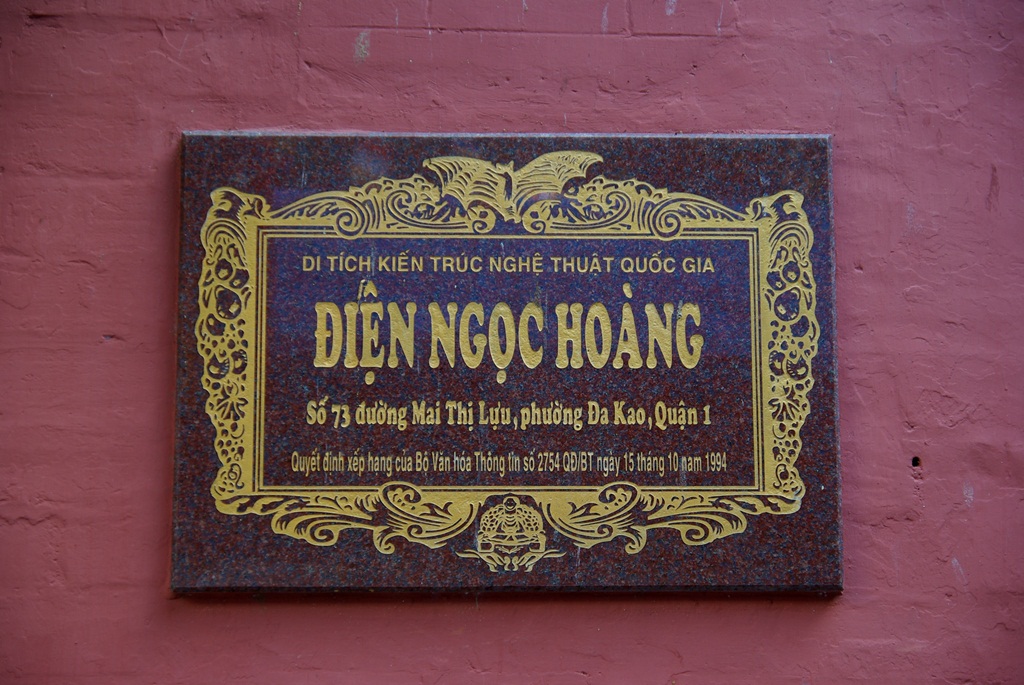 DI TÍCH KIẾN TRÚC NGHỆ THUẬT QUỐC GIA
ĐIỆN NGỌC HOÀNG
Số 73 đường Mai Thị Lựu, phường Đa Kao, Quận 1
Quyết định xếp hạng của Bộ Văn hóa Thông tin số 2754 QĐ/BT ngày 15 tháng 10 năm 1994